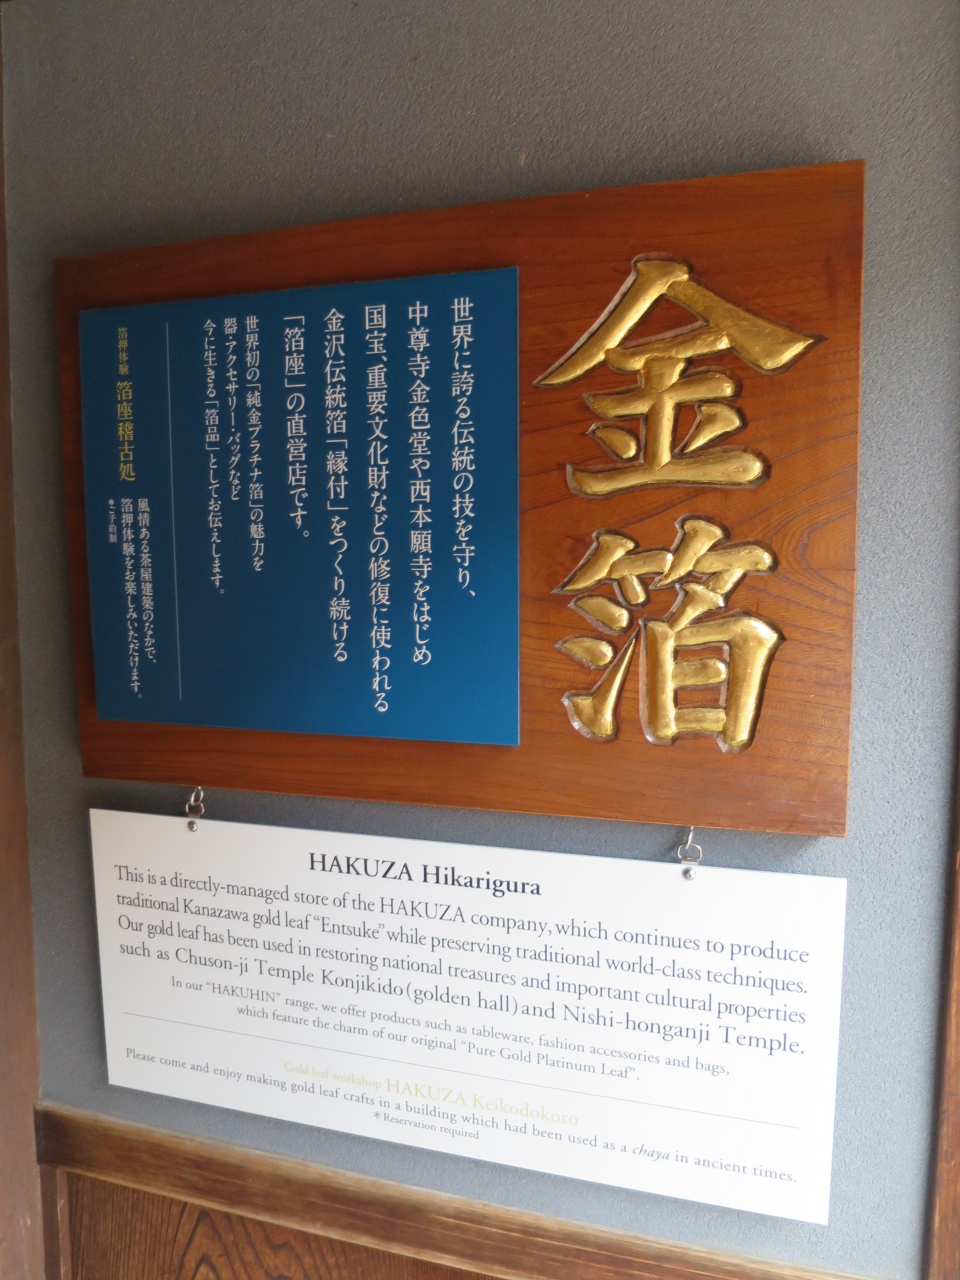 金箔
世界に誇る伝統の技を守り、
中尊寺金色堂や西本願寺をはじめ
国宝、重要文化財などの修復に使われる
金沢伝統箔「縁付」をつくり続ける
「箔座」の直営店です。
世界初の「純金プラチナ箔」の魅力を
器・アクセサリー・バッグなど
今に生きる「箔品」としてお伝えします。
箔押体験 箔座稽古処
風情ある茶屋建築のなかで、
箔押体験をお楽しみいただけます。
*ご予約制
HAKUZA Hikarigura
This is a directly-managed store of the HAKUZA company, which continues to produce
traditional Kanazawa gold leaf “Entsuke” while preserving traditional world-class techniques.
Our gold leaf has been used in restoring national treasures and important cultural properties
such as Chuson-ji Temple Konjikido (golden hall) and Nishi-honganji Temple.
In our “HAKUHIN” range, we offer products such as tableware, fashion accessories and bags,
which feature the charm of our original “Pure Gold Platinum Leaf”.
Gold leaf workshop HAKUZA Keikodokoro
Please come and enjoy making gold leaf crafts in a building which had been used as a chaya in ancient times.
*Reservation required